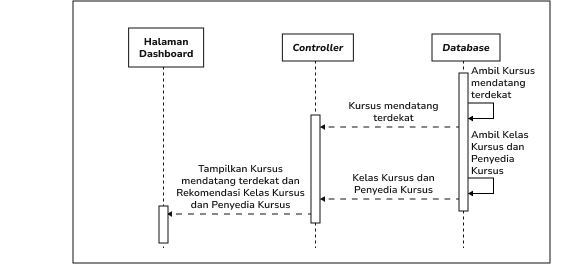 Halaman
Dashboard
Controller
Database
Ambil Kursus
mendatang
terdekat
Kursus mendatang
terdekat
Ambil Kelas
Kursus dan
Penyedia
Kursus
Kelas Kursus dan
Penyedia Kursus
Tampilkan Kursus
mendatang terdekat dan
Rekomendasi Kelas Kursus
dan Penyedia Kursus